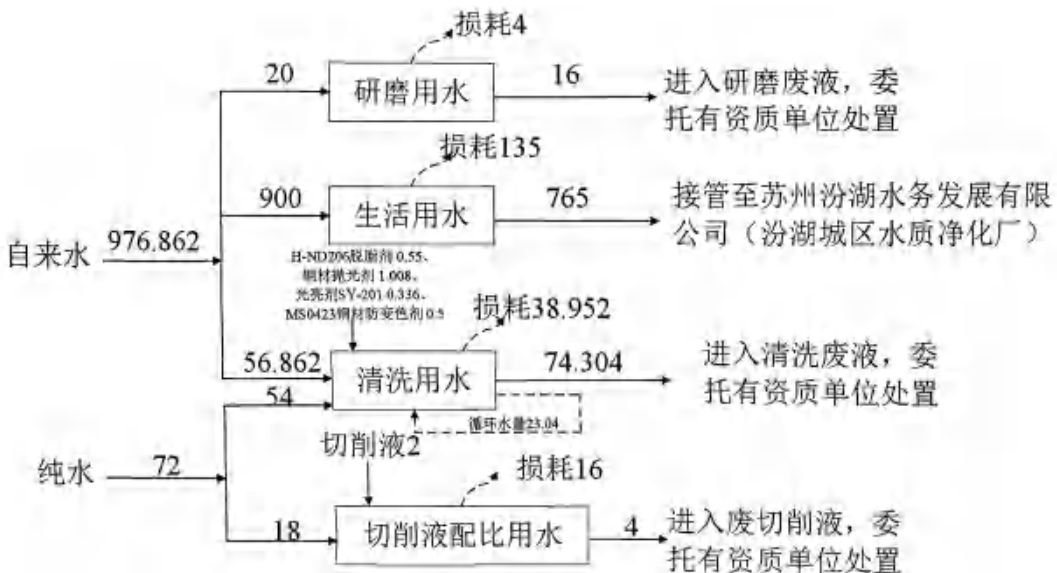 损耗4
20
研磨用水
16
进入研磨废液，委
托有资质单位处置
损耗135
900
生活用水
765
接管至苏州汾湖水务发展有限
公司（汾湖城区水质净化厂）
自来水
976.862
H-ND206脱脂剂 0.55、
铜材抛光剂 1.008、
光亮剂SY-201 0.336、
MS0423铜材防变色剂 0.5
损耗38.952
56.862
清洗用水
74.304
进入清洗废液，委
托有资质单位处置
54
循环水量23.04
切削液2
纯水
72
损耗16
18
切削液配比用水
4
进入废切削液，委
托有资质单位处置